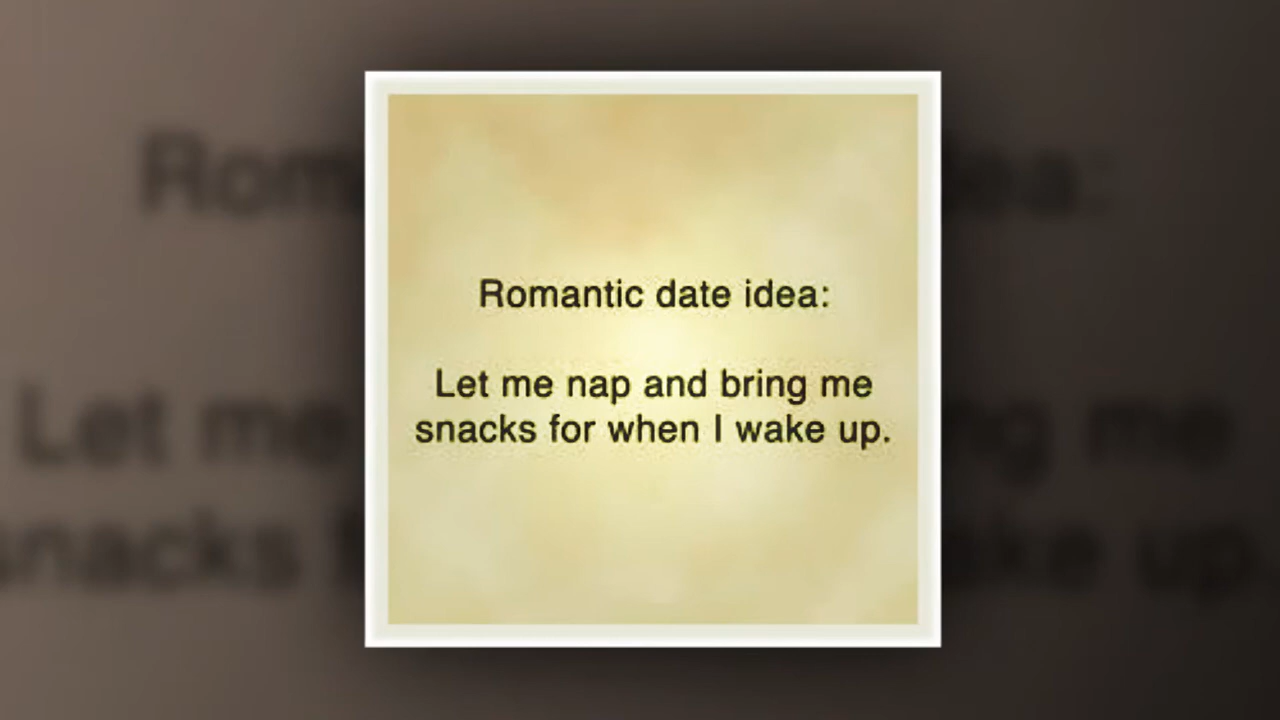 Romantic date idea:
Let me nap and bring me
snacks for when I wake up.